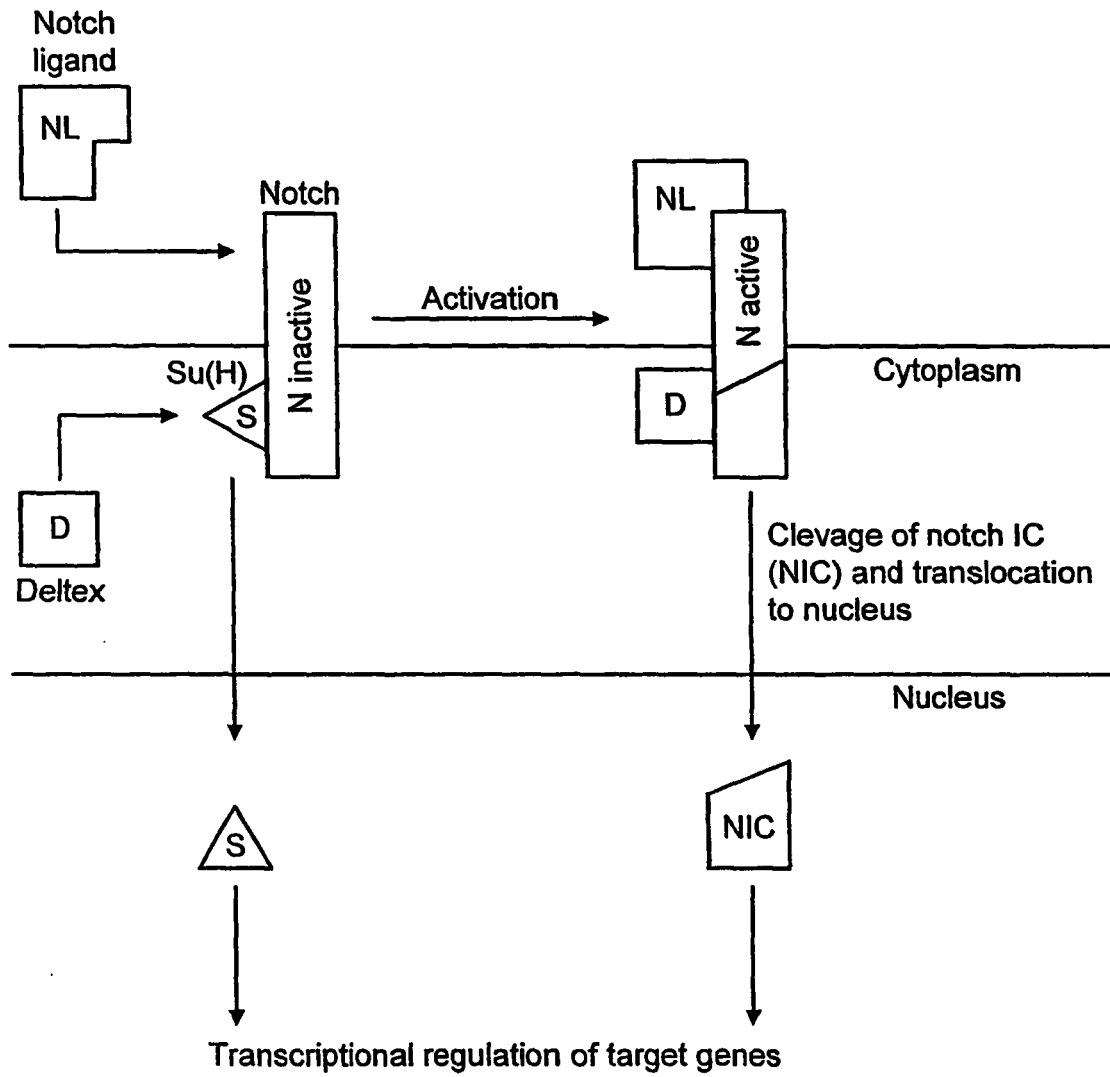 Notch
ligand
NL
Notch
N inactive
Activation
NL
N active
Su(H)
S
Cytoplasm
D
D
Deltex
Clevage of notch IC
(NIC) and translocation
to nucleus
Nucleus
S
NIC
Transcriptional regulation of target genes